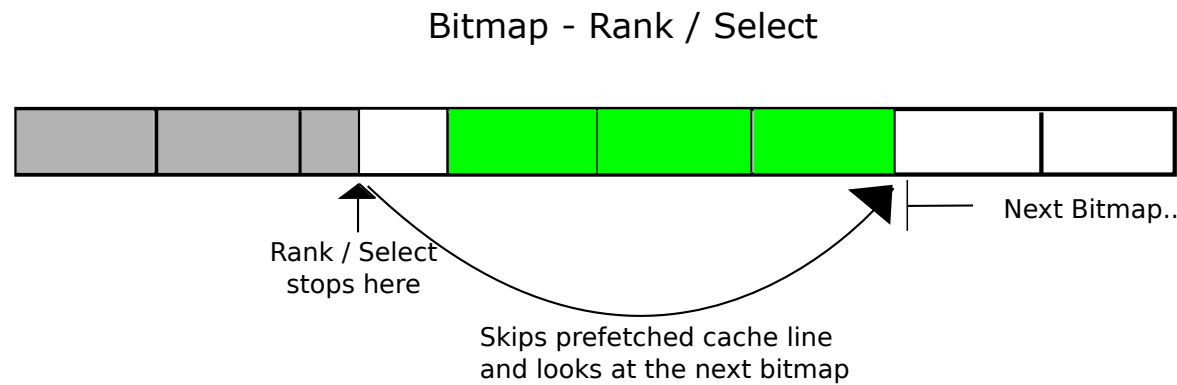 Bitmap - Rank / Select
Next Bitmap..
Rank / Select
stops here
Skips prefetched cache line
and looks at the next bitmap